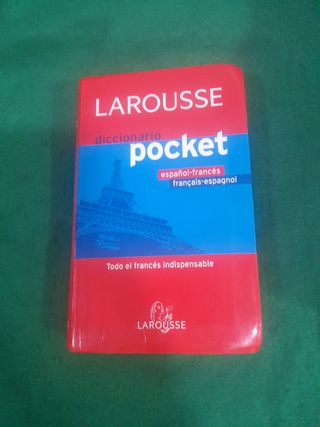 LAROUSSE
diccionario
pocket
español-francés
français-espagnol
Todo el francés indispensable
LAROUSSE